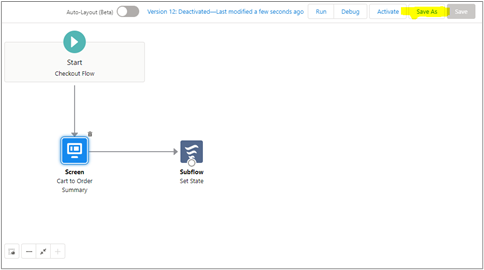 Auto-Layout (Beta) Version 12: Deactivated—Last modified a few seconds ago Run Debug Activate Save As Save
Start
Checkout Flow
Screen
Cart to Order
Summary
Subflow
Set State